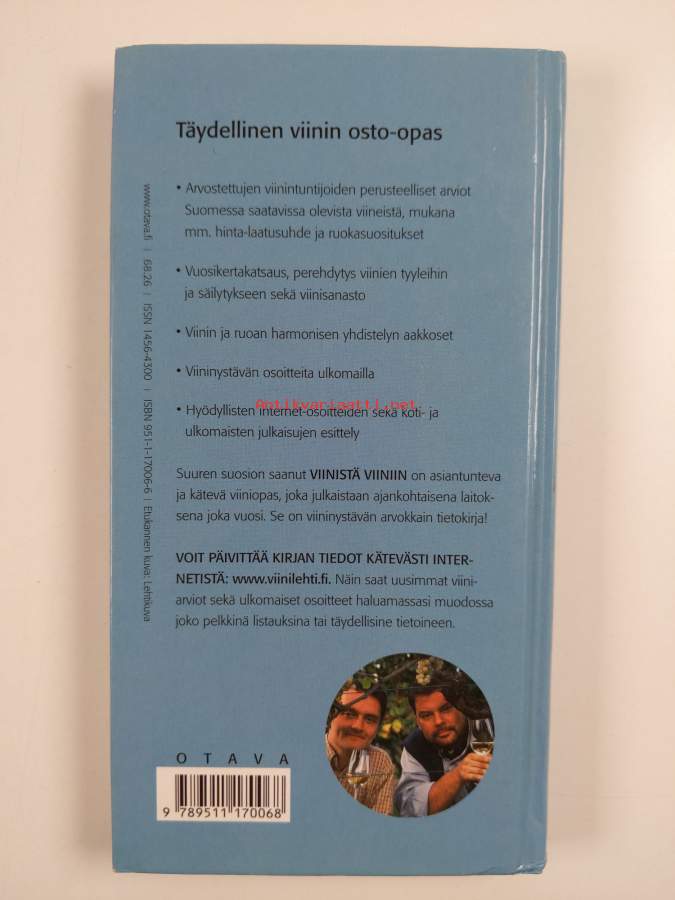 Täydellinen viinin osto-opas
• Arvostettujen viinintuntijoiden perusteelliset arviot
Suomessa saatavissa olevista viineistä, mukana
mm. hinta-laatusuhde ja ruokasuositukset
• Vuosikertakatsaus, perehdytys viinien tyyleihin
ja säilytykseen sekä viinisanasto
• Viinin ja ruoan harmonisen yhdistelyn aakkoset
• Viininystävän osoitteita ulkomailla
Antikvariaatti.net
• Hyödyllisten Internet-osoitteiden sekä koti- ja
ulkomaisten julkaisujen esittely
Suuren suosion saanut VIINISTÄ VIINIIN on asiantunteva
ja kätevä viiniopas, joka julkaistaan ajankohtaisena laitok-
sena joka vuosi. Se on viininystävän arvokkain tietokirja!
VOIT PÄIVITTÄÄ KIRJAN TIEDOT KÄTEVÄSTI INTER-
NETISTÄ: www.viinilehti.fi. Näin saat uusimmat viini-
arviot sekä ulkomaiset osoitteet haluamassasi muodossa
joko pelkkinä listauksina tai täydellisine tietoineen.
www.otava.fi | 68.26 | ISSN 1456-4300 | ISBN 951-1-17006-6 | Etukannen kuva: Lehtikuva
OTAVA
9 789511 170068